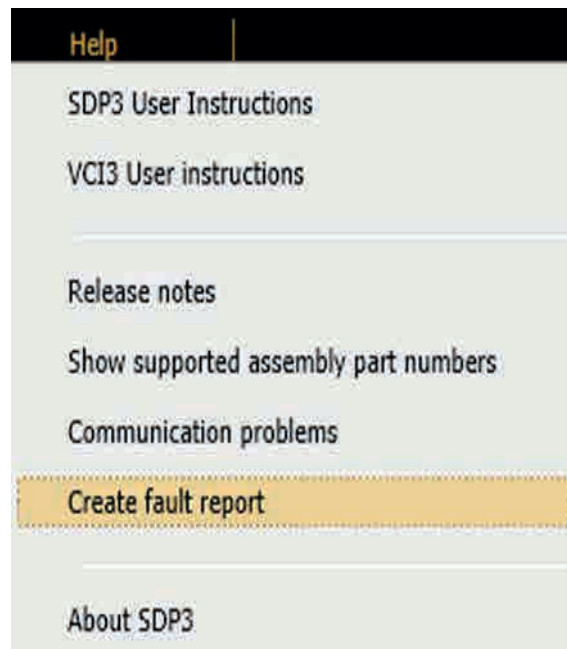 Help
SDP3 User Instructions
VCI3 User instructions
Release notes
Show supported assembly part numbers
Communication problems
Create fault report
About SDP3